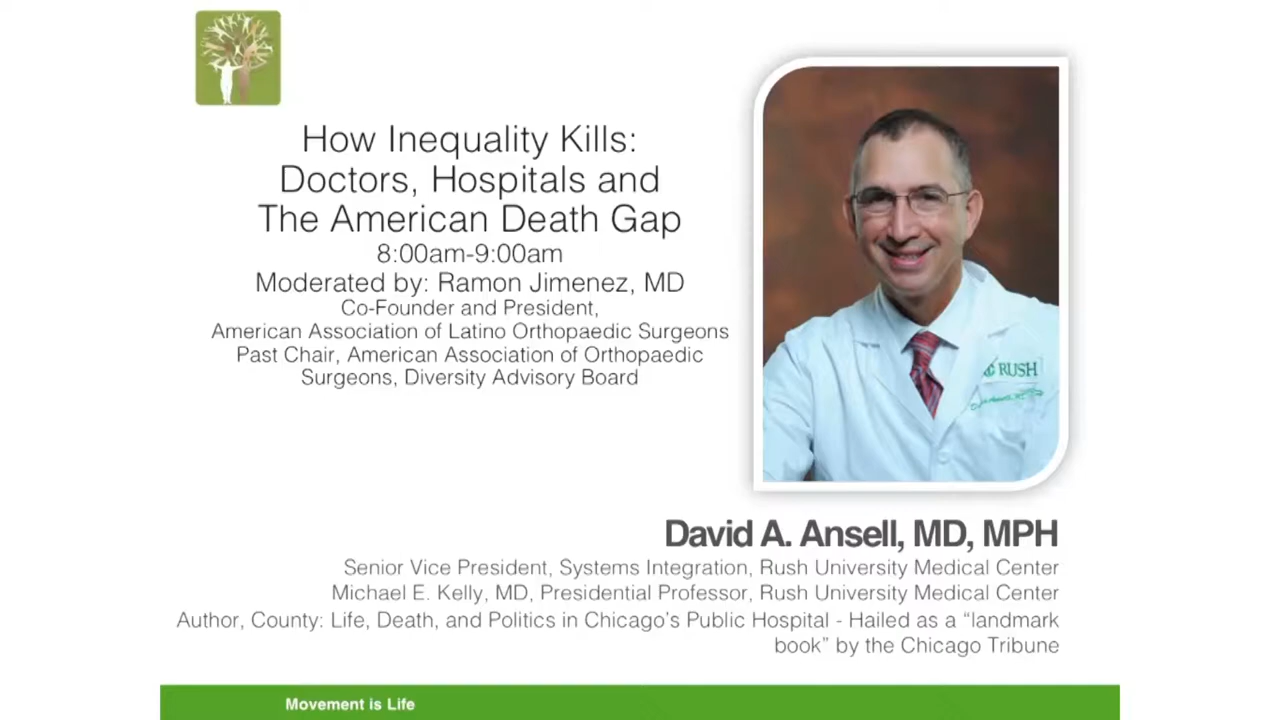 How Inequality Kills:
Doctors, Hospitals and
The American Death Gap
8:00am-9:00am
Moderated by: Ramon Jimenez, MD
Co-Founder and President,
American Association of Latino Orthopaedic Surgeons
Past Chair, American Association of Orthopaedic
Surgeons, Diversity Advisory Board
RUSH
David A. Ansell, MD, MPH
Senior Vice President, Systems Integration, Rush University Medical Center
Michael E. Kelly, MD, Presidential Professor, Rush University Medical Center
Author, County: Life, Death, and Politics in Chicago’s Public Hospital - Hailed as a “landmark
book” by the Chicago Tribune
Movement is Life